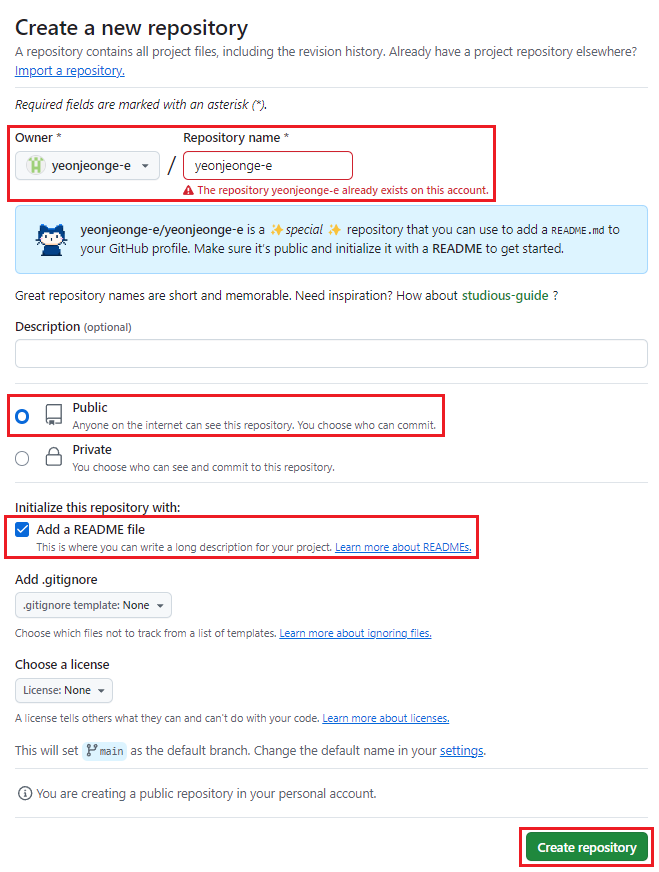 Create a new repository
A repository contains all project files, including the revision history. Already have a project repository elsewhere?
Import a repository.
Required fields are marked with an asterisk (*).
Owner * Repository name *
yeonjeonge-e / yeonjeonge-e
The repository yeonjeonge-e already exists on this account.
yeonjeonge-e/yeonjeonge-e is a ✨special ✨ repository that you can use to add a README.md to
your GitHub profile. Make sure it's public and initialize it with a README to get started.
Great repository names are short and memorable. Need inspiration? How about studious-guide ?
Description (optional)
Public
Anyone on the internet can see this repository. You choose who can commit.
Private
You choose who can see and commit to this repository.
Initialize this repository with:
Add a README file
This is where you can write a long description for your project. Learn more about READMEs.
Add .gitignore
.gitignore template: None
Choose which files not to track from a list of templates. Learn more about ignoring files.
Choose a license
License: None
A license tells others what they can and can't do with your code. Learn more about licenses.
This will set main as the default branch. Change the default name in your settings.
You are creating a public repository in your personal account.
Create repository